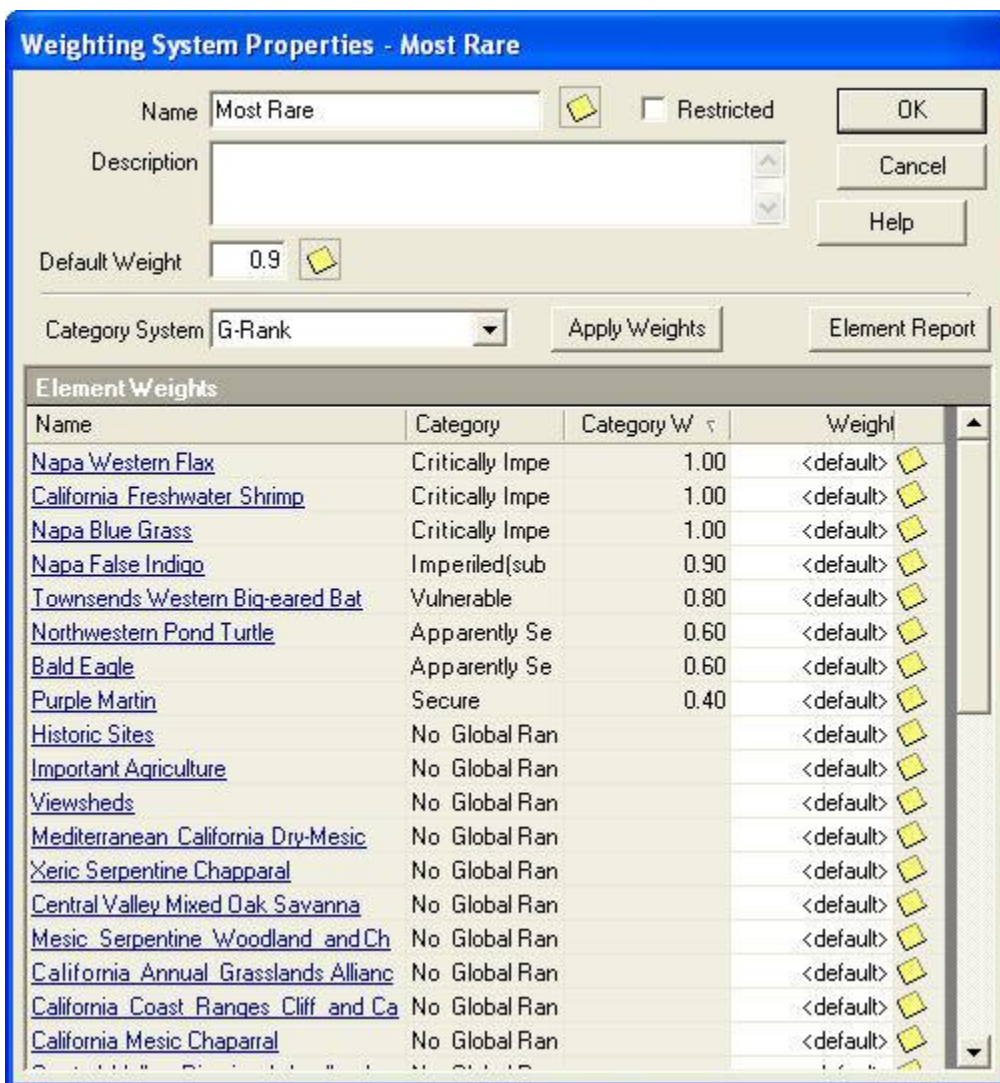 Weighting System Properties - Most Rare
Name Most Rare Restricted OK
Description Cancel
Help
Default Weight 0.9
Category System G-Rank Apply Weights Element Report
Element Weights
Name Category Category W Weight
Napa Western Flax Critically Impe 1.00 <default>
California Freshwater Shrimp Critically Impe 1.00 <default>
Napa Blue Grass Critically Impe 1.00 <default>
Napa False Indigo Imperiled(sub 0.90 <default>
Townsends Western Big-eared Bat Vulnerable 0.80 <default>
Northwestern Pond Turtle Apparently Se 0.60 <default>
Bald Eagle Apparently Se 0.60 <default>
Purple Martin Secure 0.40 <default>
Historic Sites No Global Ran <default>
Important Agriculture No Global Ran <default>
Viewsheds No Global Ran <default>
Mediterranean California Dry-Mesic No Global Ran <default>
Xeric Serpentine Chapparal No Global Ran <default>
Central Valley Mixed Oak Savanna No Global Ran <default>
Mesic Serpentine Woodland and Ch No Global Ran <default>
California Annual Grasslands Allianc No Global Ran <default>
California Coast Ranges Cliff and Ca No Global Ran <default>
California Mesic Chaparral No Global Ran <default>